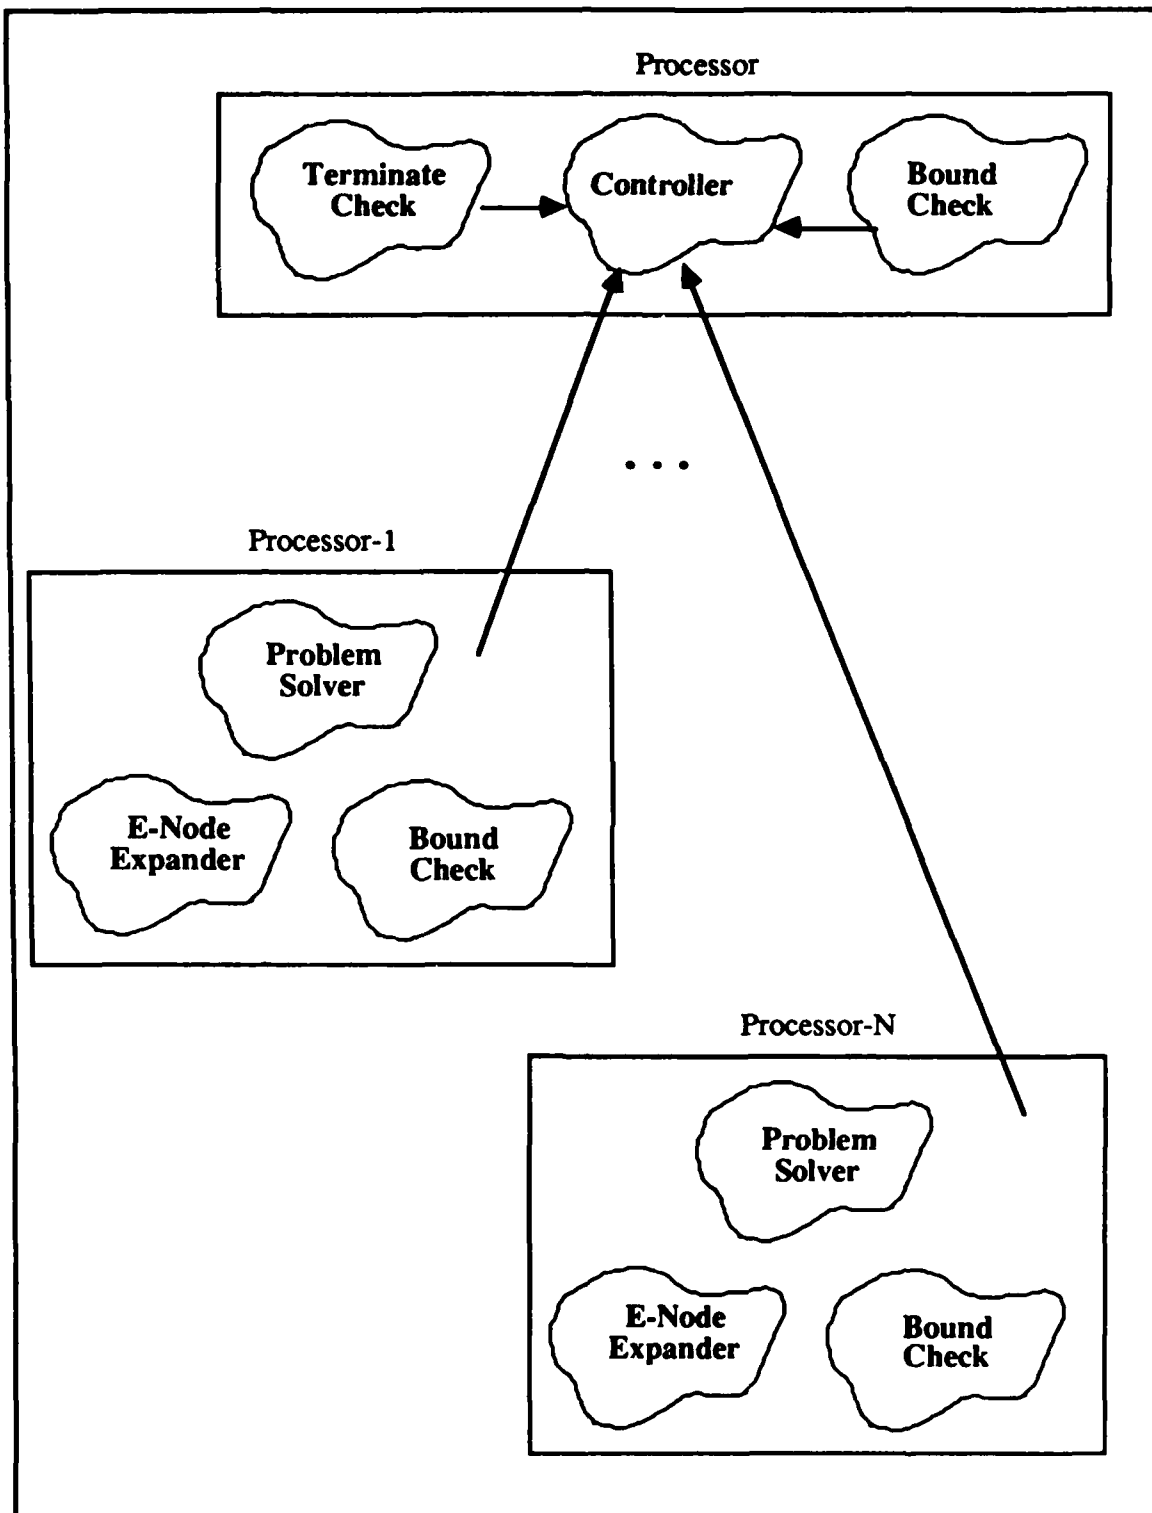 Processor
Terminate
Check
Controller
Bound
Check
. . .
Processor-1
Problem
Solver
E-Node
Expander
Bound
Check
Processor-N
Problem
Solver
E-Node
Expander
Bound
Check